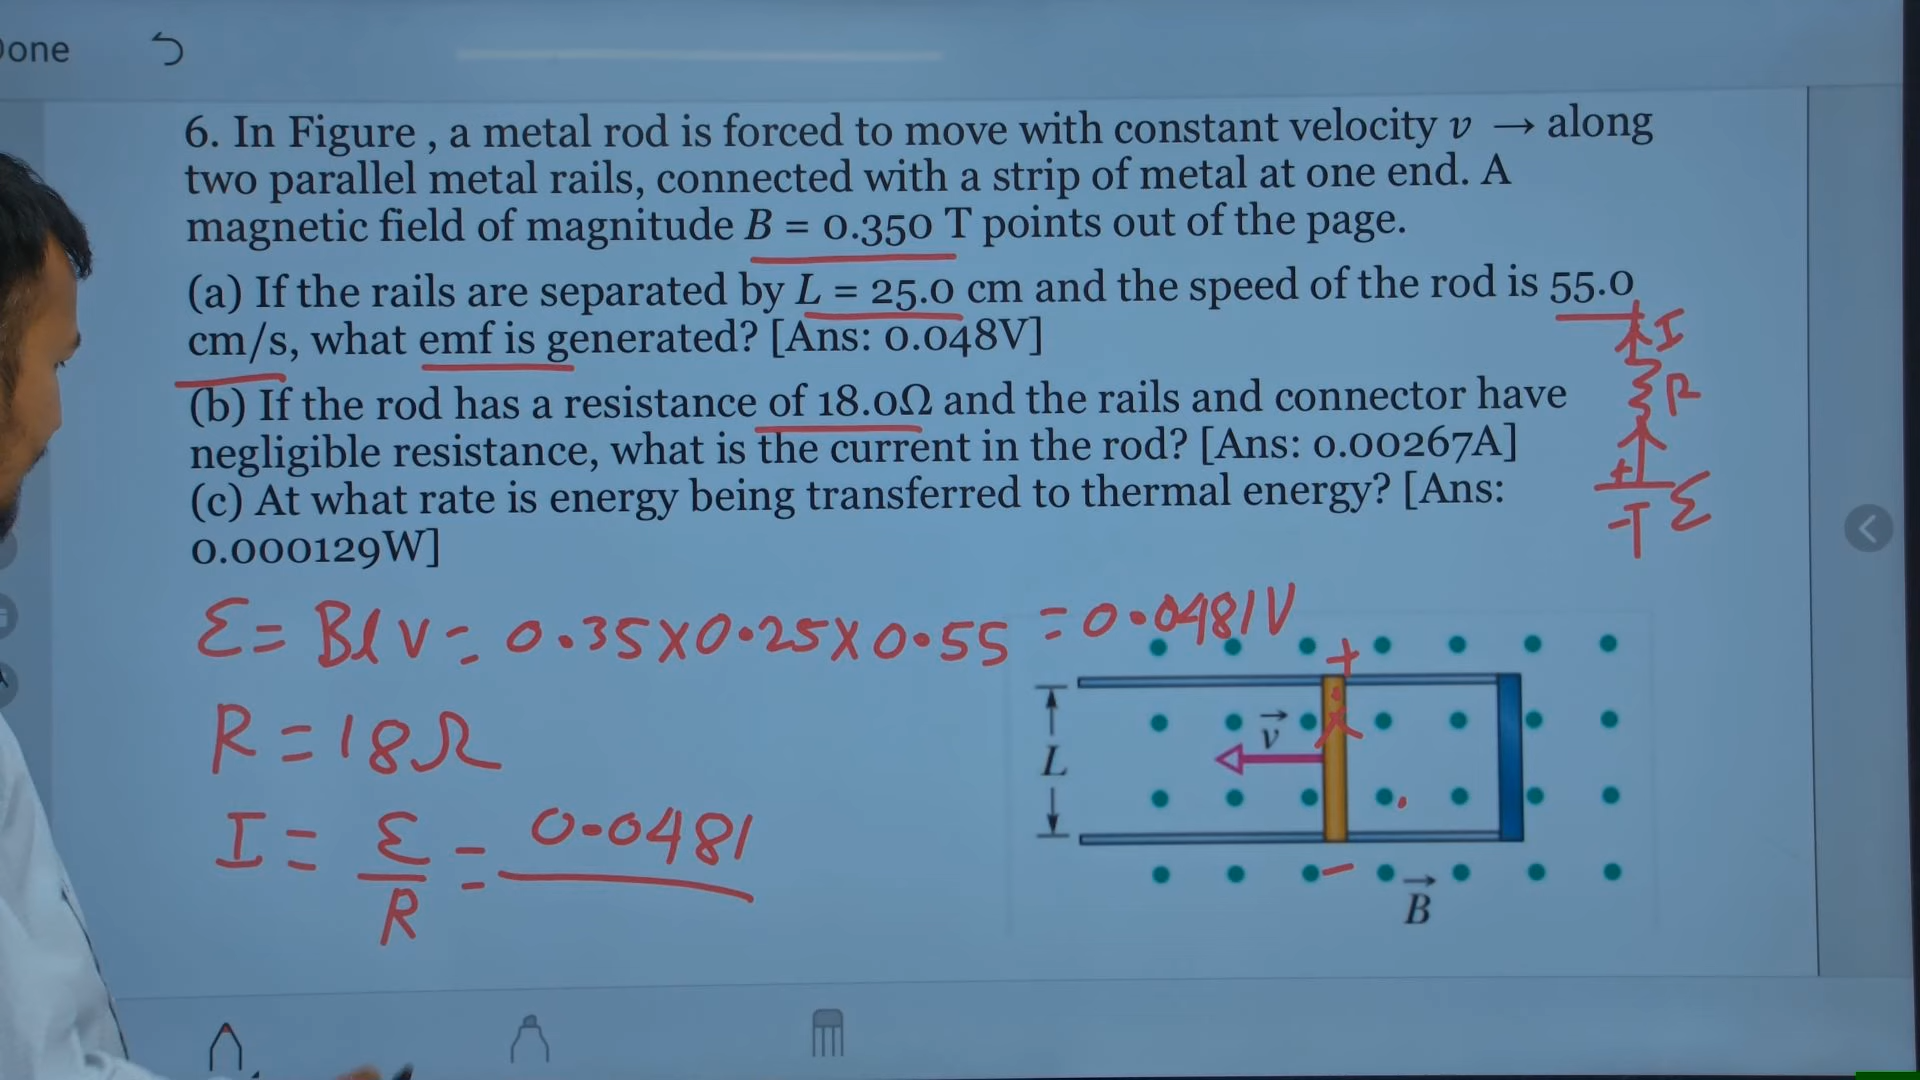 Done
6. In Figure , a metal rod is forced to move with constant velocity v → along
two parallel metal rails, connected with a strip of metal at one end. A
magnetic field of magnitude B = 0.350 T points out of the page.
(a) If the rails are separated by L = 25.0 cm and the speed of the rod is 55.0
cm/s, what emf is generated? [Ans: 0.048V]
(b) If the rod has a resistance of 18.0Ω and the rails and connector have
negligible resistance, what is the current in the rod? [Ans: 0.00267A]
(c) At what rate is energy being transferred to thermal energy? [Ans:
0.000129W]
I
R
+
- ℰ
ℰ = Blv = 0.35x0.25x0.55 = 0.0481V
R = 18Ω
I = ℰ/R = 0.0481
+
v⃗
L
-
B⃗